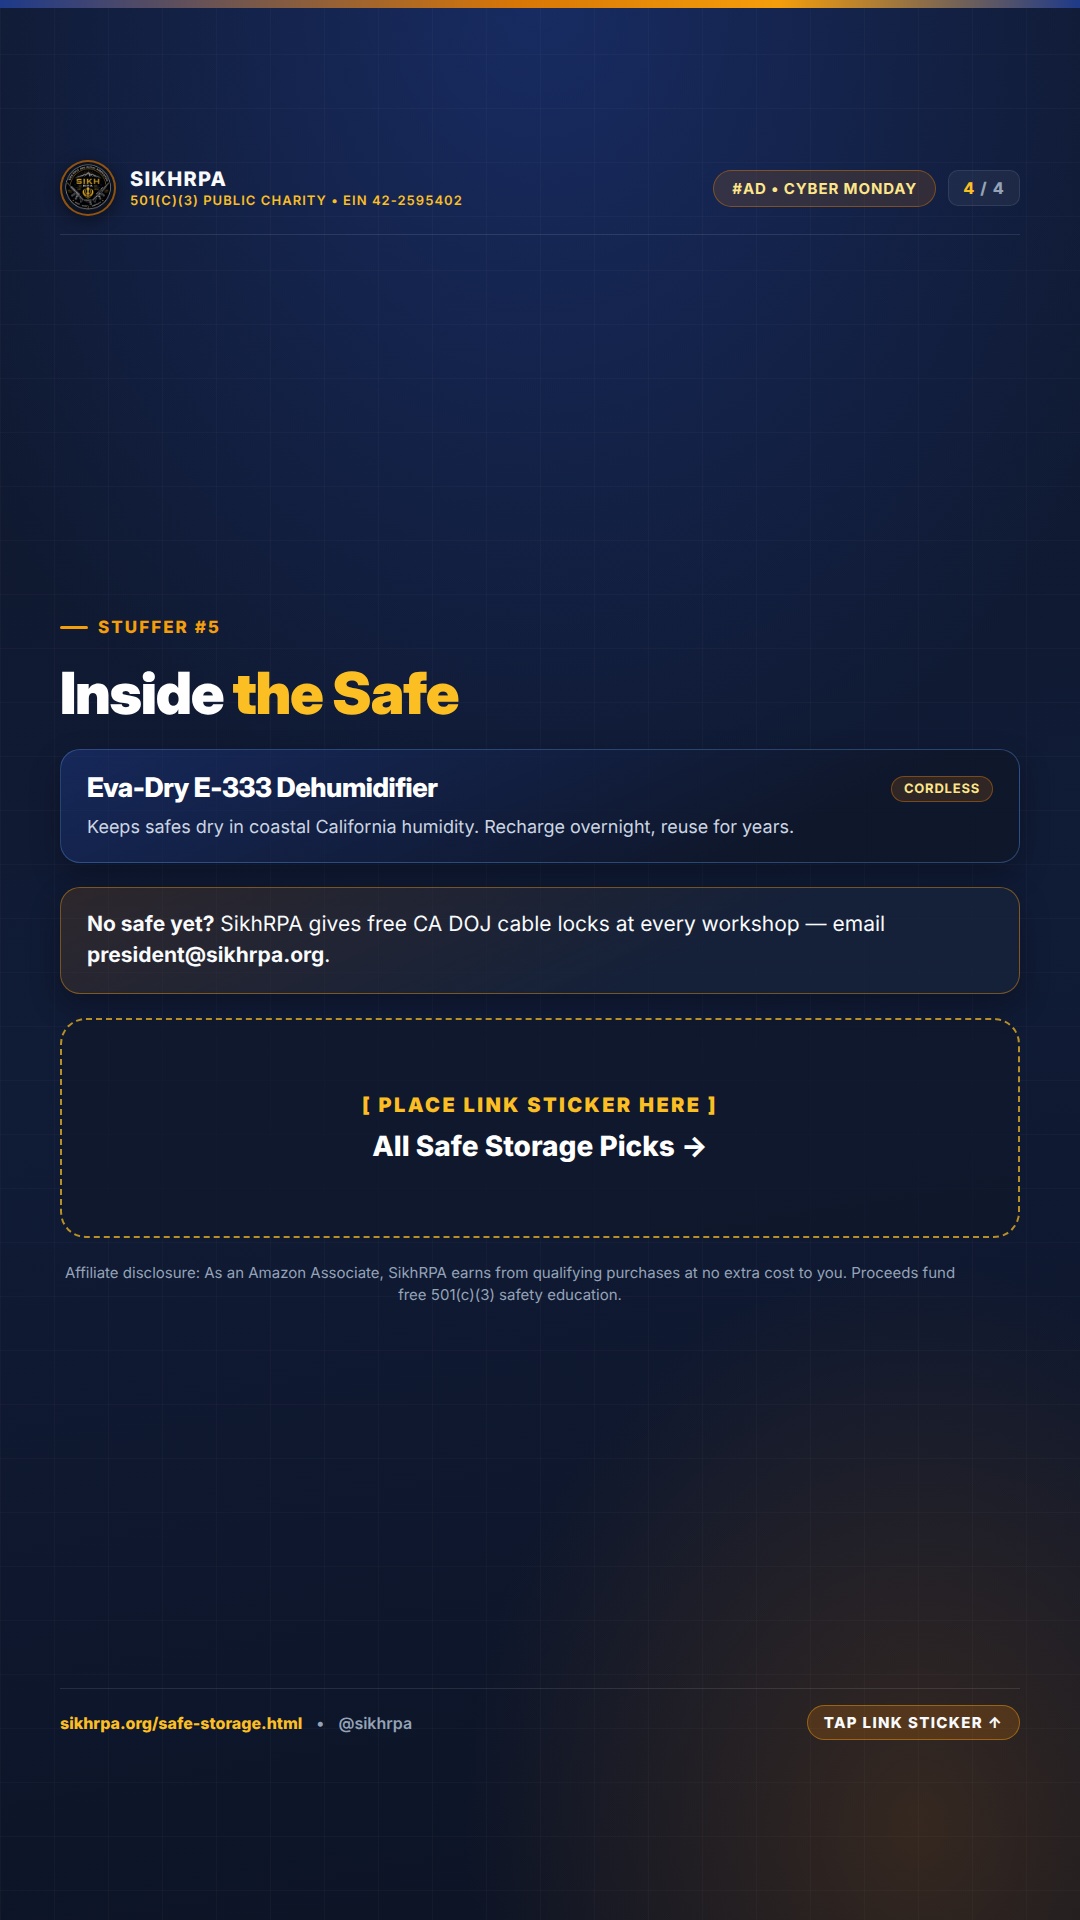 SIKH
SIKHRPA
501(C)(3) PUBLIC CHARITY • EIN 42-2595402
#AD • CYBER MONDAY
4 / 4
STUFFER #5
Inside the Safe
Eva-Dry E-333 Dehumidifier
CORDLESS
Keeps safes dry in coastal California humidity. Recharge overnight, reuse for years.
No safe yet? SikhRPA gives free CA DOJ cable locks at every workshop — email
president@sikhrpa.org.
[ PLACE LINK STICKER HERE ]
All Safe Storage Picks →
Affiliate disclosure: As an Amazon Associate, SikhRPA earns from qualifying purchases at no extra cost to you. Proceeds fund
free 501(c)(3) safety education.
sikhrpa.org/safe-storage.html • @sikhrpa
TAP LINK STICKER ↑